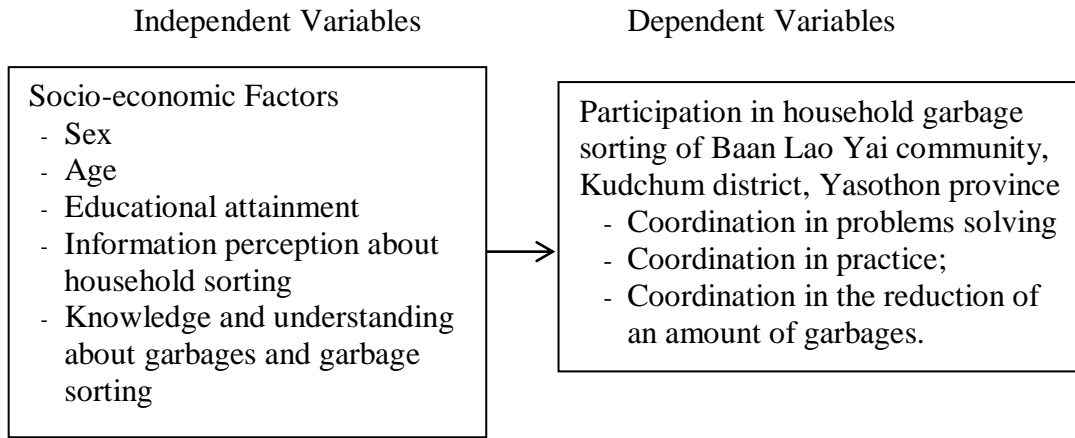 Independent Variables
Dependent Variables
Socio-economic Factors
- Sex
- Age
- Educational attainment
- Information perception about
household sorting
- Knowledge and understanding
about garbages and garbage
sorting
Participation in household garbage
sorting of Baan Lao Yai community,
Kudchum district, Yasothon province
- Coordination in problems solving
- Coordination in practice;
- Coordination in the reduction of
an amount of garbages.